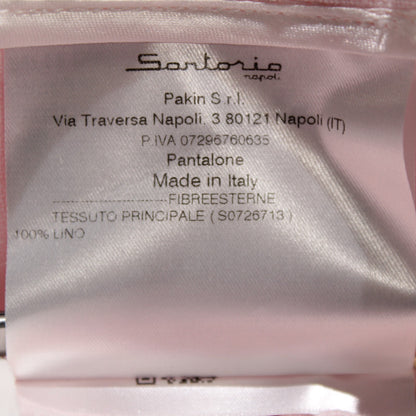 Sartorio
napoli
Pakin S.r.l.
Via Traversa Napoli, 3 80121 Napoli (IT)
P.IVA 07296760635
Pantalone
Made in Italy
-----------------------FIBREESTERNE
TESSUTO PRINCIPALE ( S0726713 )
100% LINO